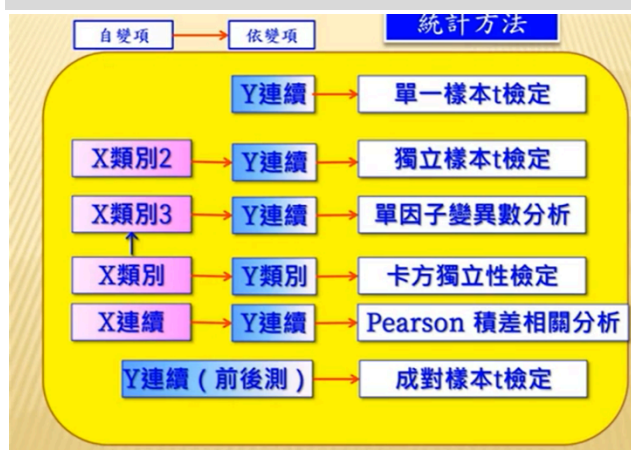 自變項 依變項 統計方法
Y連續 單一樣本t檢定
X類別2 Y連續 獨立樣本t檢定
X類別3 Y連續 單因子變異數分析
X類別 Y類別 卡方獨立性檢定
X連續 Y連續 Pearson 積差相關分析
Y連續(前後測) 成對樣本t檢定